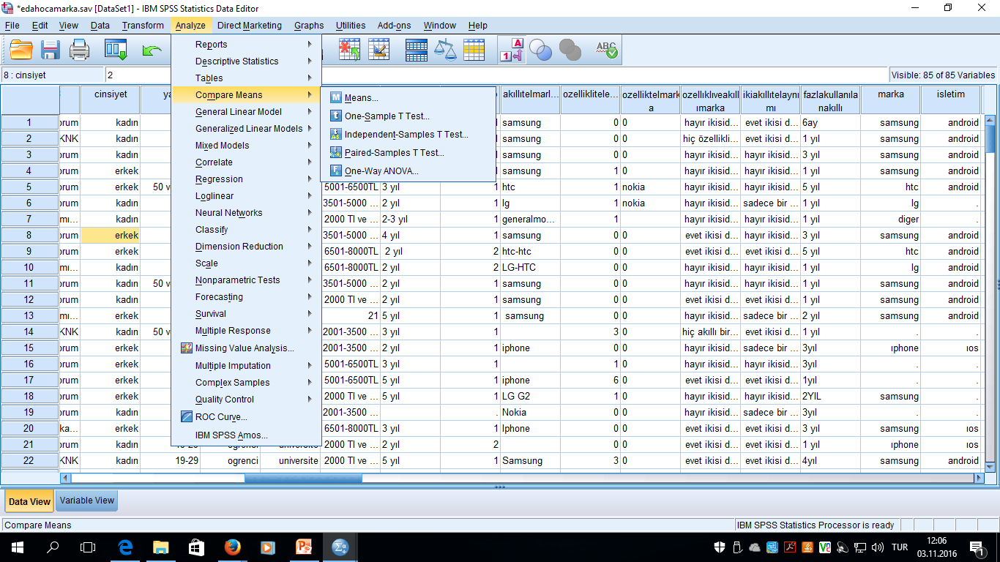 *edahocamarka.sav [DataSet1] - IBM SPSS Statistics Data Editor
File Edit View Data Transform Analyze Direct Marketing Graphs Utilities Add-ons Window Help
8 : cinsiyet 2 Visible: 85 of 85 Variables
Reports
Descriptive Statistics
Tables
Compare Means
General Linear Model
Generalized Linear Models
Mixed Models
Correlate
Regression
Loglinear
Neural Networks
Classify
Dimension Reduction
Scale
Nonparametric Tests
Forecasting
Survival
Multiple Response
Missing Value Analysis...
Multiple Imputation
Complex Samples
Quality Control
ROC Curve...
IBM SPSS Amos...
Means...
One-Sample T Test...
Independent-Samples T Test...
Paired-Samples T Test...
One-Way ANOVA...
cinsiyet ya akıllıtelmarl... ozelliklitele... ozelliktelmarka ozellıklıveakıllıımarka ikiakıllıtelaynımı fazlakullanılanakıllı marka isletim
1 orum kadın samsung 0 0 hayır ikisid... evet ikisi d... 6ay samsung android
2 KNK kadın samsung 0 0 hiç özellikli... evet ikisi d... 1 yıl samsung android
3 orum kadın samsung 0 0 hayır ikisid... evet ikisi d... 3 yıl samsung android
4 orum erkek samsung 1 0 hayır ikisid... evet ikisi d... 1 yıl samsung android
5 orum erkek 50 v 5001-6500TL 3 yıl 1 htc 1 nokia hayır ikisid... hayır ikisid... 5 yıl htc android
6 orum kadın 3501-5000 ... 2 yıl 1 lg 1 nokia hayır ikisid... sadece bir ... 1 yıl lg .
7 mı... kadın 2000 Tl ve ... 2-3 yıl 1 generalmo... 1 hayır ikisid... hayır ikisid... 1 yıl diger .
8 orum erkek 3501-5000 ... 4 yıl 1 samsung 0 0 evet ikisi d... hayır ikisid... 3 yıl samsung android
9 orum erkek 6501-8000TL 2 yıl 2 htc-htc 0 0 evet ikisi d... evet ikisi d... 5 yıl htc android
10 mı... kadın 6501-8000TL 2 yıl 2 LG-HTC 0 0 evet ikisi d... hayır ikisid... 1 yıl lg android
11 orum kadın 50 v 3501-5000 ... 2 yıl 1 samsung 0 0 hayır ikisid... hayır ikisid... 1 yıl samsung android
12 orum kadın 2000 Tl ve ... 2 yıl 1 samsung 0 0 evet ikisi d... evet ikisi d... 1 yıl samsung android
13 mı... erkek 21 5 yıl 1 samsung 0 0 hayır ikisid... sadece bir ... 2 yıl samsung android
14 KNK kadın 50 v 2001-3500 ... 3 yıl 1 3 0 hiç akıllı bir... evet ikisi d... 1 yıl . .
15 orum erkek 2001-3500 ... 2 yıl 1 iphone 0 0 evet ikisi d... sadece bir ... 3yıl ıphone ıos
16 orum erkek 5001-6500TL 3 yıl 1 1 0 hayır ikisid... hayır ikisid... 3yıl . .
17 orum erkek 5001-6500TL 5 yıl 1 iphone 6 0 evet ikisi d... evet ikisi d... 1yıl . .
18 orum erkek 2000 Tl ve ... 5 yıl 1 LG G2 1 0 evet ikisi d... hayır ikisid... 2YIL samsung .
19 orum kadın 2001-3500 ... . Nokia 0 0 hayır ikisid... sadece bir ... 3yıl . .
20 ka... erkek 6501-8000TL 3 yıl 1 Iphone 0 0 evet ikisi d... evet ikisi d... 3 yıl samsung ıos
21 orum kadın 19-29 ogrenci universite 2000 Tl ve ... 2 yıl 2 0 0 evet ikisi d... evet ikisi d... 1 yıl ıphone ıos
22 KNK kadın 19-29 ogrenci universite 2000 Tl ve ... 5 yıl 1 Samsung 3 0 evet ikisi d... evet ikisi d... 4yıl samsung android
Data View Variable View
Compare Means IBM SPSS Statistics Processor is ready
TUR 12:06
03.11.2016 1